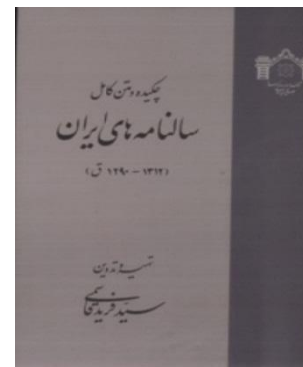 چکیده و متن کامل
سالنامه های ایران
(۱۳۱۲ - ۱۲۹۰ ق)
تهیه و تدوین
سید فرید قاسمی